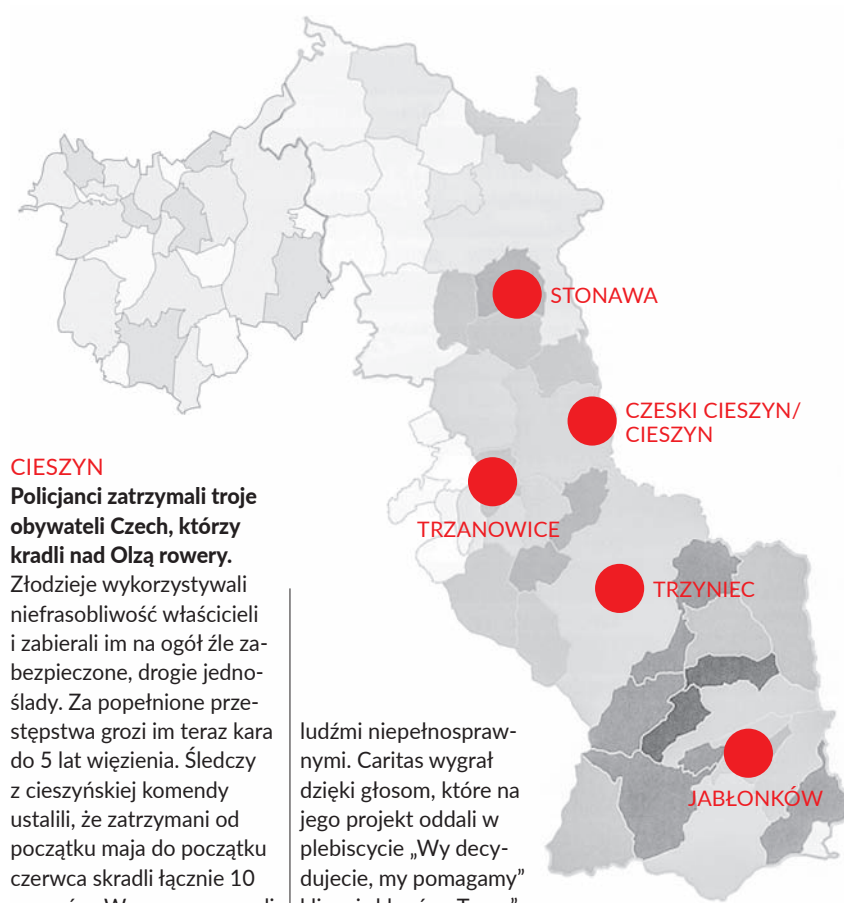 STONAWA
CZESKI CIESZYN/
CIESZYN
TRZANOWICE
TRZYNIEC
JABŁONKÓW
CIESZYN
Policjanci zatrzymali troje
obywateli Czech, którzy
kradli nad Olzą rowery.
Złodzieje wykorzystywali
niefrasobliwość właścicieli
i zabierali im na ogół źle za-
bezpieczone, drogie jedno-
ślady. Za popełnione prze-
stępstwa grozi im teraz kara
do 5 lat więzienia. Śledczy
z cieszyńskiej komendy
ustalili, że zatrzymani od
początku maja do początku
czerwca skradli łącznie 10
ludźmi niepełnospraw-
nymi. Caritas wygrał
dzięki głosom, które na
jego projekt oddali w
plebiscycie „Wy decy-
dujecie, my pomagamy”